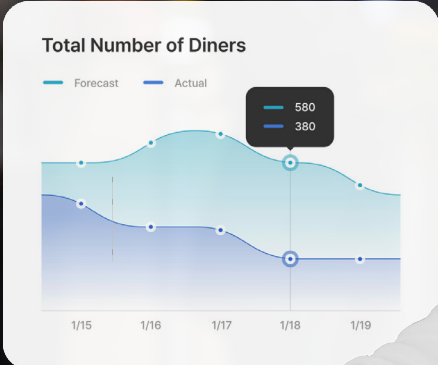 Total Number of Diners
Forecast Actual
580
380
1/15 1/16 1/17 1/18 1/19